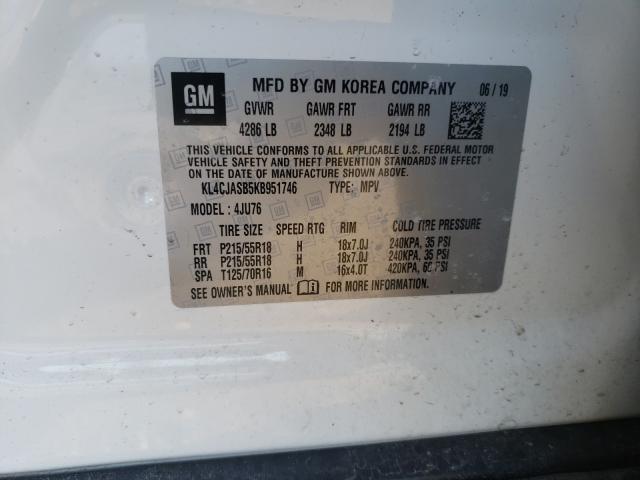 GM
MFD BY GM KOREA COMPANY 06/19
GVWR GAWR FRT GAWR RR
4286 LB 2348 LB 2194 LB
THIS VEHICLE CONFORMS TO ALL APPLICABLE U.S. FEDERAL MOTOR
VEHICLE SAFETY AND THEFT PREVENTION STANDARDS IN EFFECT
ON THE DATE OF MANUFACTURE SHOWN ABOVE.
KL4CJASB5KB951746 TYPE: MPV
MODEL: 4JU76
TIRE SIZE SPEED RTG RIM COLD TIRE PRESSURE
FRT P215/55R18 H 18x7.0J 240KPA, 35 PSI
RR P215/55R18 H 18x7.0J 240KPA, 35 PSI
SPA T125/70R16 M 16x4.0T 420KPA, 60 PSI
SEE OWNER'S MANUAL FOR MORE INFORMATION